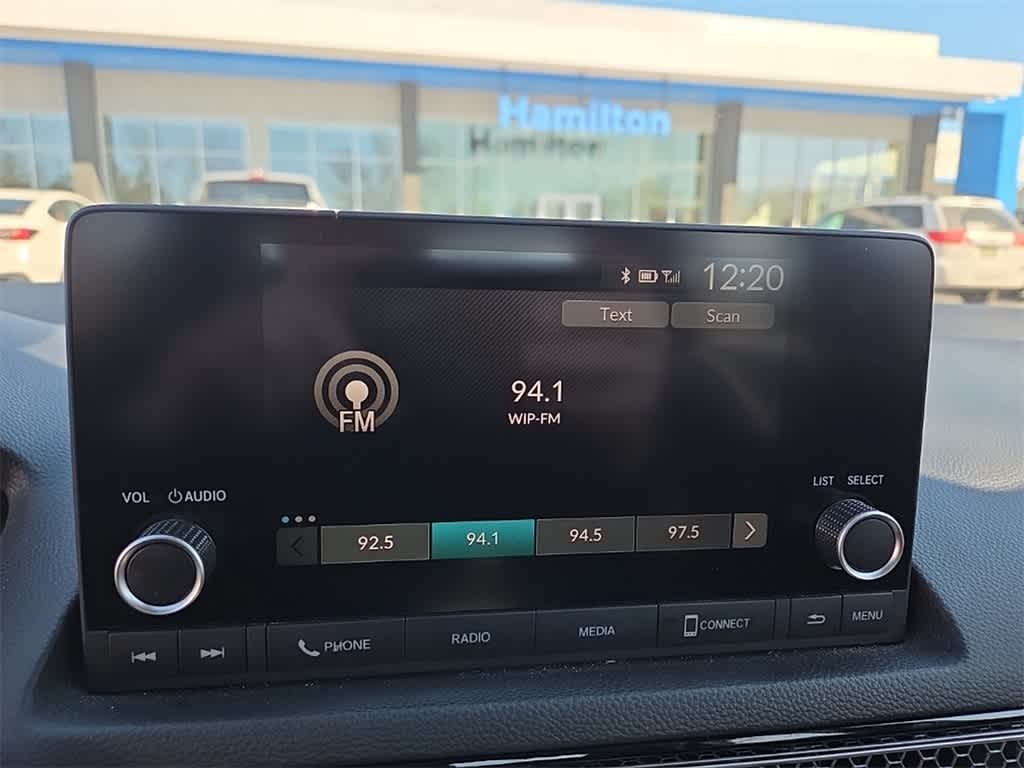 Hamilton
12:20
Text Scan
FM
94.1
WIP-FM
VOL AUDIO
LIST SELECT
92.5 94.1 94.5 97.5
PHONE RADIO MEDIA CONNECT MENU